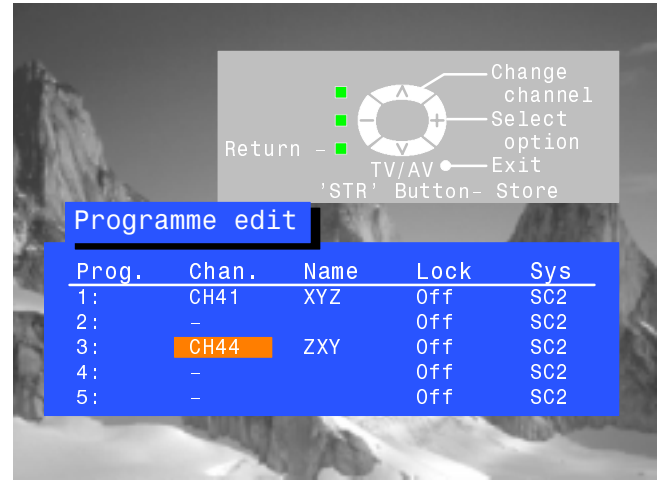 Change
channel
Select
option
Return –
TV/AV Exit
'STR' Button– Store
Programme edit
Prog. Chan. Name Lock Sys
1: CH41 XYZ Off SC2
2: – Off SC2
3: CH44 ZXY Off SC2
4: – Off SC2
5: – Off SC2